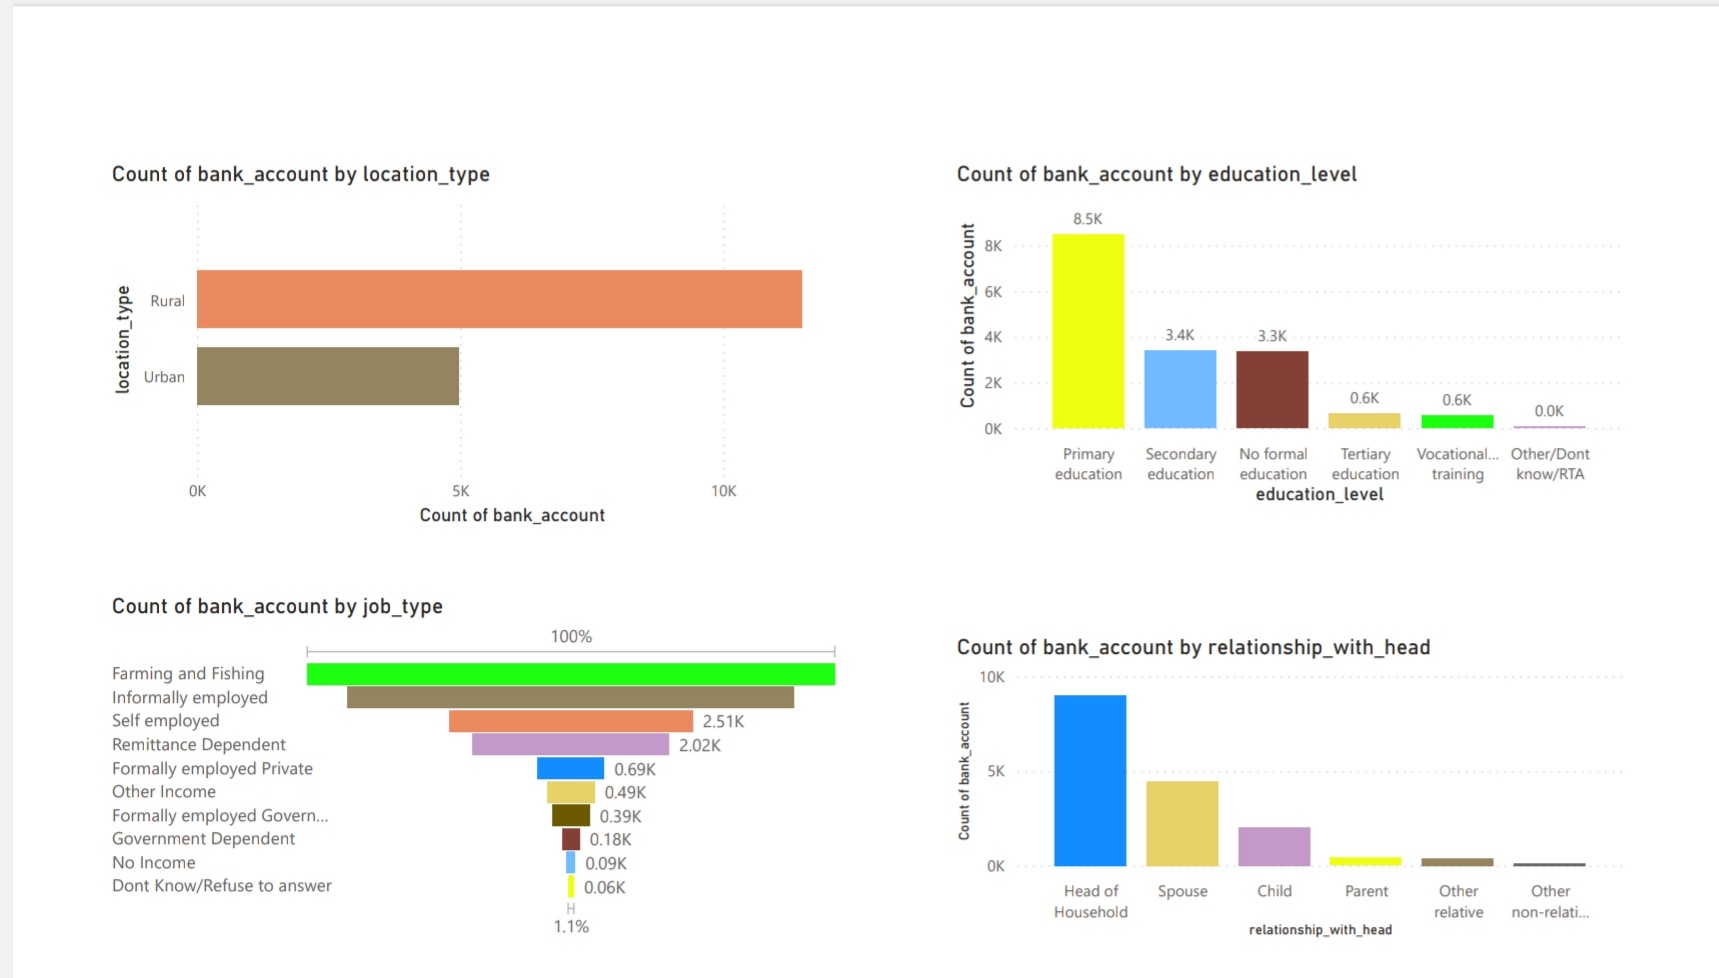 Count of bank_account by location_type
location_type
Rural
Urban
0K
5K
10K
Count of bank_account
Count of bank_account by education_level
Count of bank_account
8K
6K
4K
2K
0K
8.5K
3.4K
3.3K
0.6K
0.6K
0.0K
Primary education
Secondary education
No formal education
Tertiary education
Vocational... training
Other/Dont know/RTA
education_level
Count of bank_account by job_type
100%
Farming and Fishing
Informally employed
Self employed 2.51K
Remittance Dependent 2.02K
Formally employed Private 0.69K
Other Income 0.49K
Formally employed Govern... 0.39K
Government Dependent 0.18K
No Income 0.09K
Dont Know/Refuse to answer 0.06K
1.1%
Count of bank_account by relationship_with_head
Count of bank_account
10K
5K
0K
Head of Household
Spouse
Child
Parent
Other relative
Other non-relati...
relationship_with_head